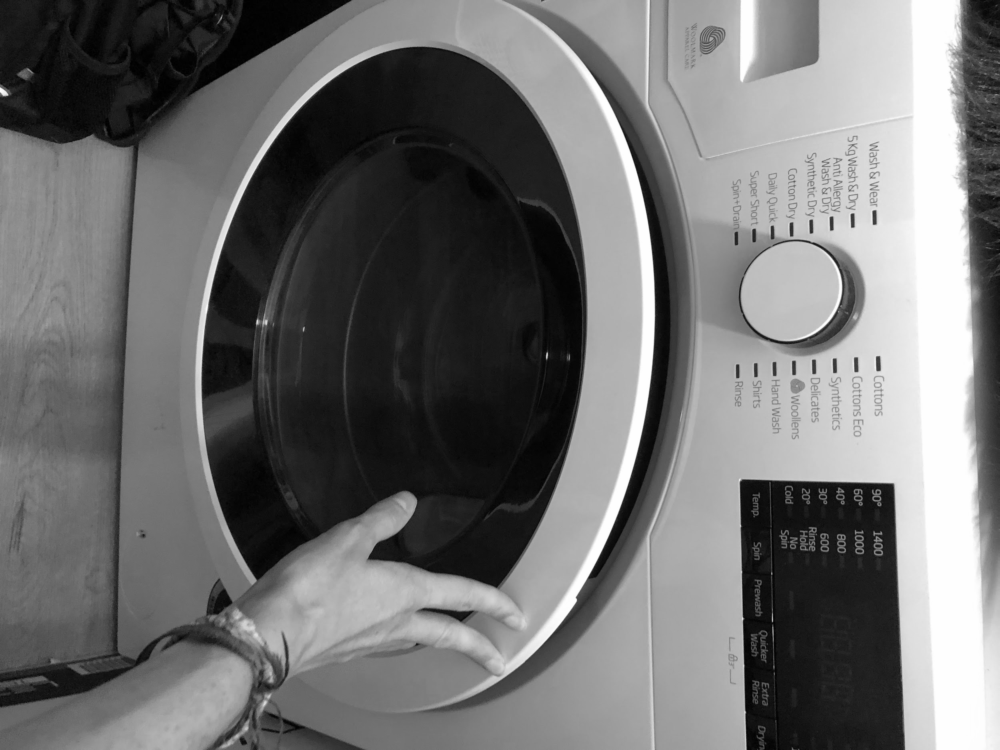 WOOLMARK
APPAREL CARE
Wash & Wear
5Kg Wash & Dry
Anti Allergy
Wash & Dry
Synthetic Dry
Cotton Dry
Daily Quick
Super Short
Spin+Drain
Cottons
Cottons Eco
Synthetics
Delicates
Woollens
Hand Wash
Shirts
Rinse
90° 1400
60° 1000
40° 800
30° 600
20° Rinse
Hold
Cold No
Spin
Temp.
Spin
Prewash
Quicker
Wash
Extra
Rinse
3"